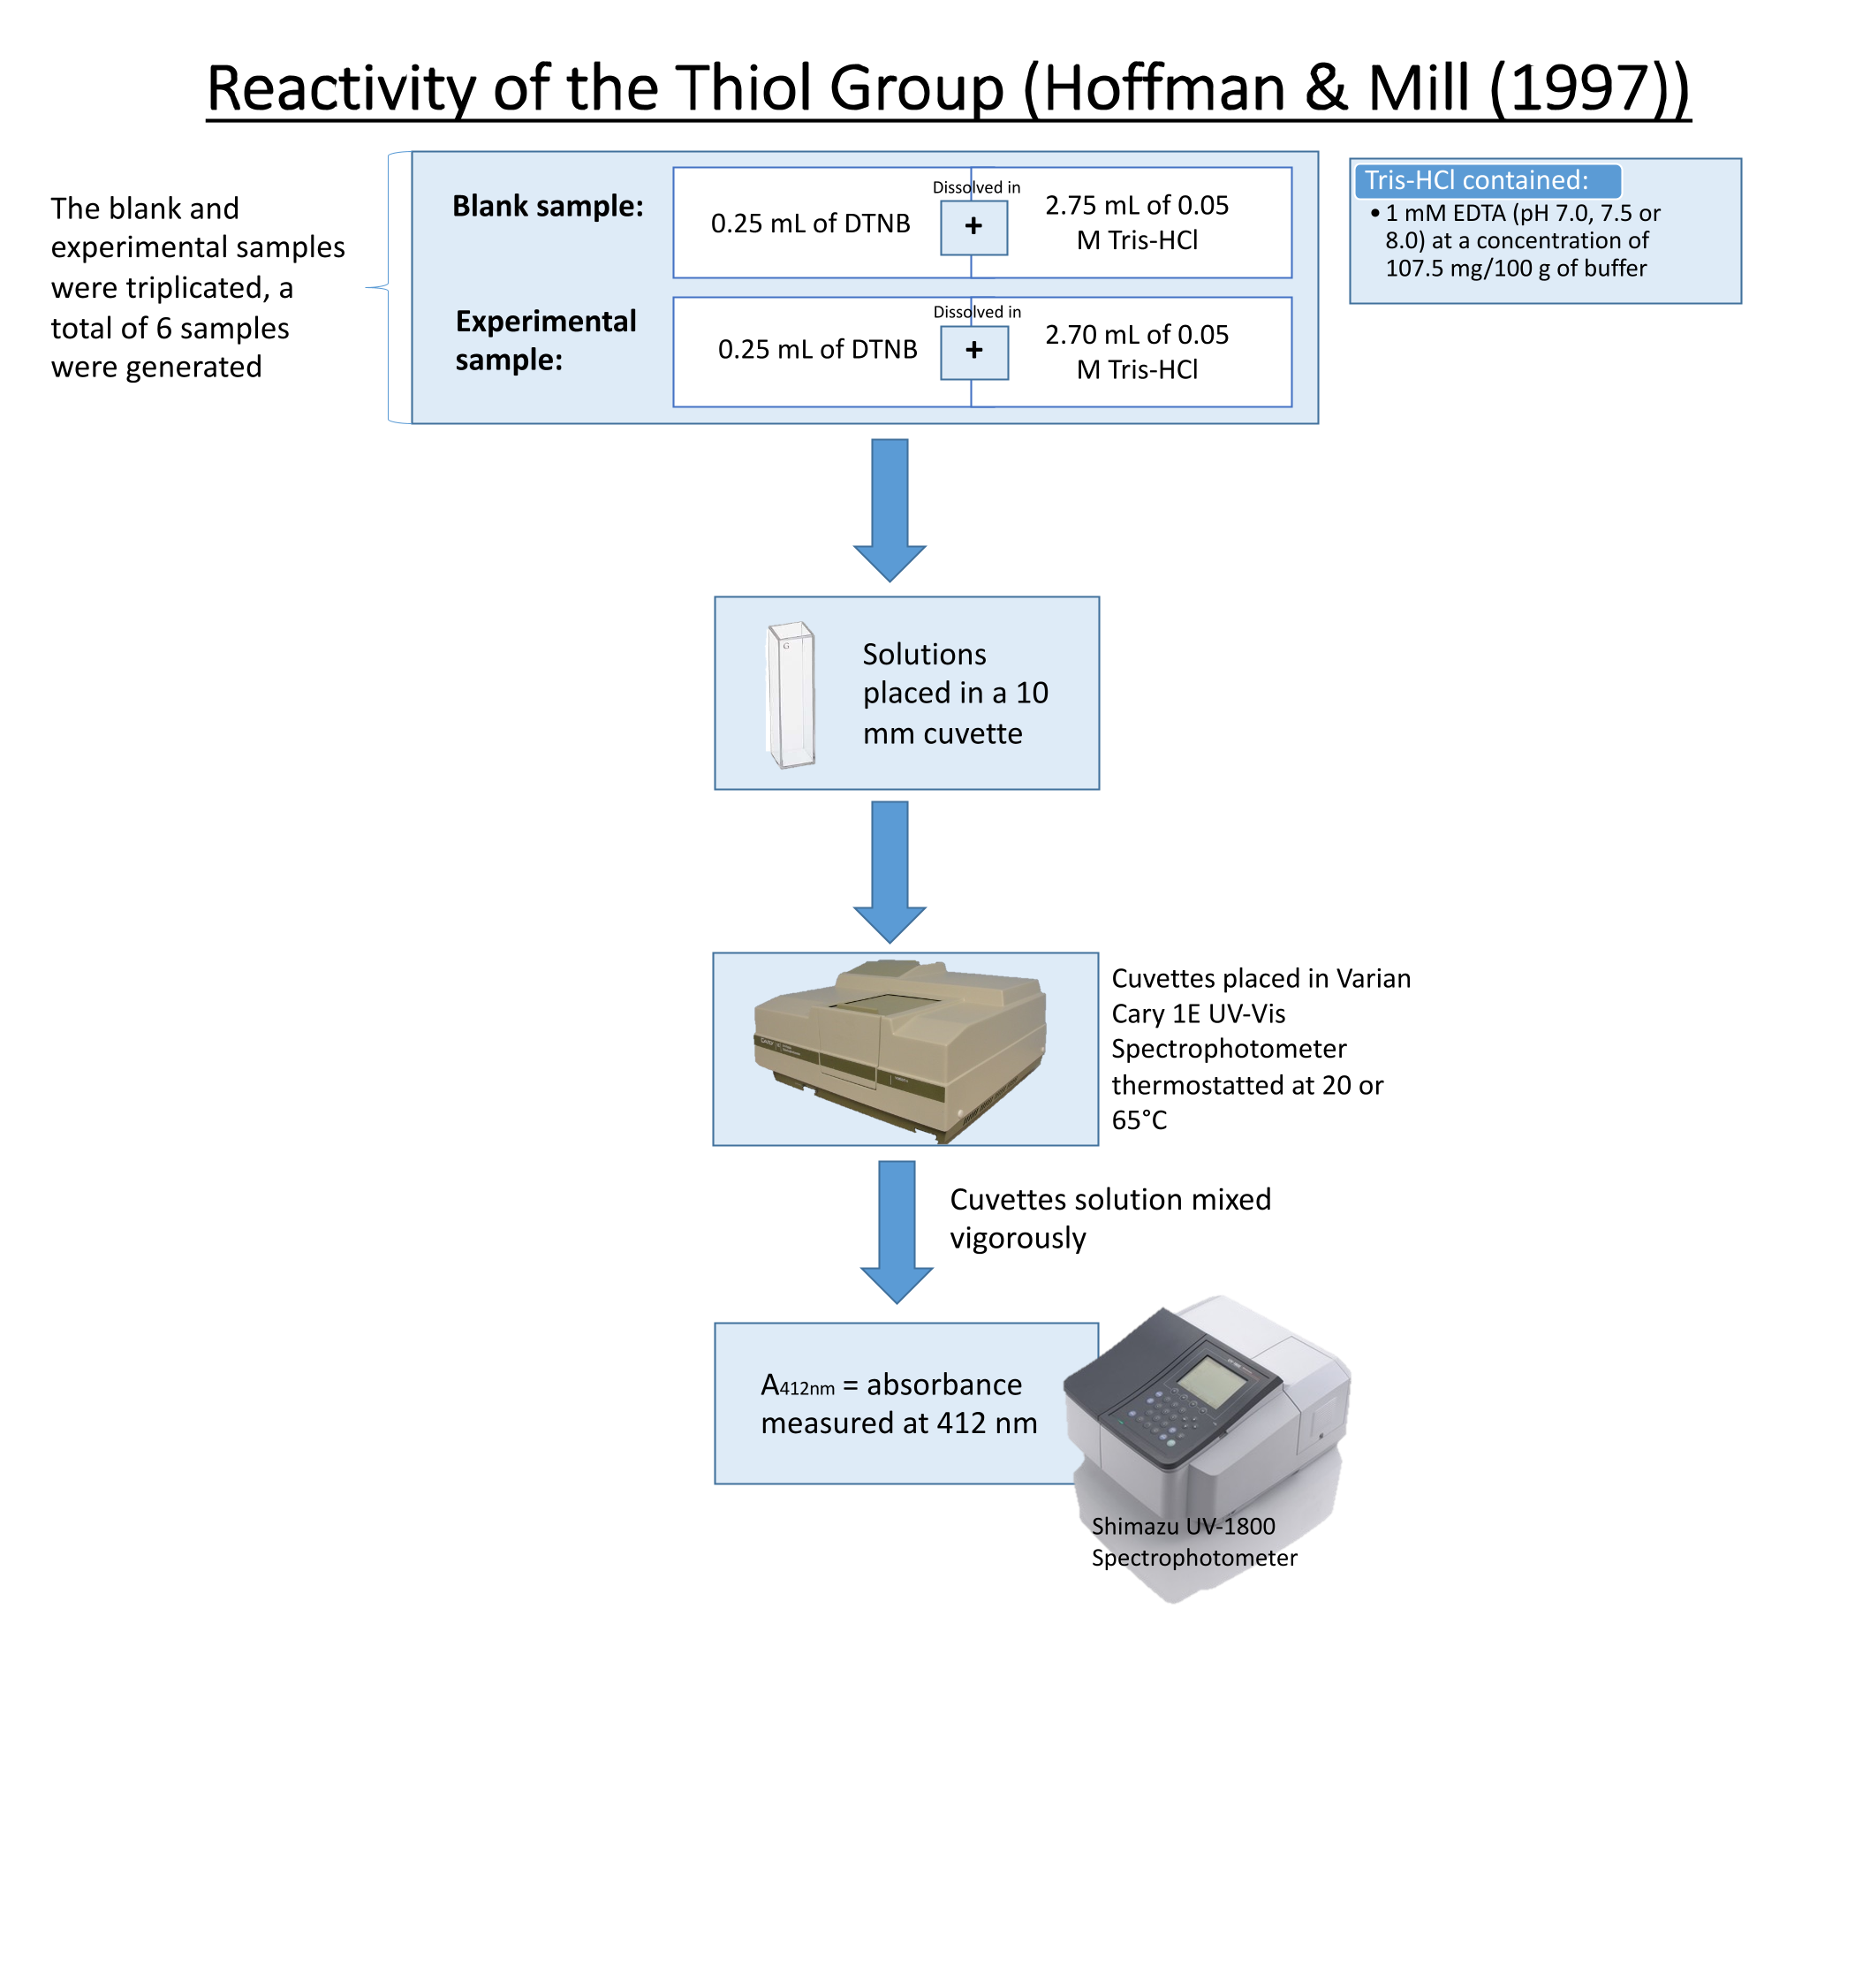 Reactivity of the Thiol Group (Hoffman & Mill (1997))
The blank and
experimental samples
were triplicated, a
total of 6 samples
were generated
Blank sample:
0.25 mL of DTNB
Dissolved in
+
2.75 mL of 0.05
M Tris-HCl
Experimental
sample:
0.25 mL of DTNB
Dissolved in
+
2.70 mL of 0.05
M Tris-HCl
Tris-HCl contained:
• 1 mM EDTA (pH 7.0, 7.5 or
8.0) at a concentration of
107.5 mg/100 g of buffer
G
Solutions
placed in a 10
mm cuvette
Cuvettes placed in Varian
Cary 1E UV-Vis
Spectrophotometer
thermostatted at 20 or
65°C
Cuvettes solution mixed
vigorously
A412nm = absorbance
measured at 412 nm
Shimazu UV-1800
Spectrophotometer